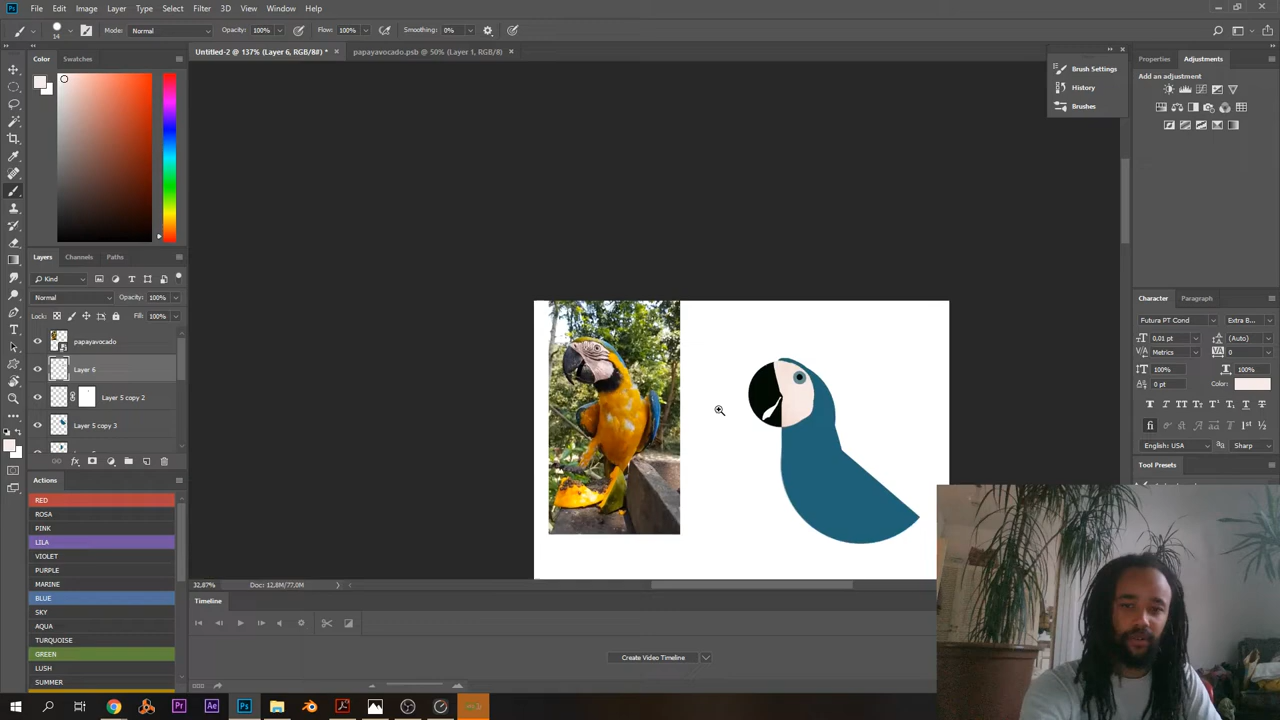 Ps File Edit Image Layer Type Select Filter 3D View Window Help
14 Mode: Normal Opacity: 100% Flow: 100% Smoothing: 0%
Untitled-2 @ 137% (Layer 6, RGB/8#) * × papayavocado.psb @ 50% (Layer 1, RGB/8) ×
Color Swatches
Brush Settings
History
Brushes
Properties Adjustments
Add an adjustment
Layers Channels Paths
Kind
Normal Opacity: 100%
Lock: Fill: 100%
papayavocado
Layer 6
Layer 5 copy 2
Layer 5 copy 3
Actions
RED
ROSA
PINK
LILA
VIOLET
PURPLE
MARINE
BLUE
SKY
AQUA
TURQUOISE
GREEN
LUSH
SUMMER
32,87% Doc: 12,8M/77,0M
Timeline
Create Video Timeline
Character Paragraph
Futura PT Cond Extra B...
0,01 pt (Auto)
Metrics 0
100% 100%
0 pt Color:
English: USA Sharp
Tool Presets
Pr Ae Ps